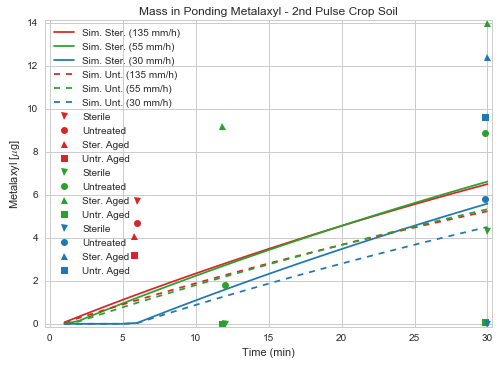 Mass in Ponding Metalaxyl - 2nd Pulse Crop Soil
Metalaxyl [μg]
14
12
10
8
6
4
2
0
Sim. Ster. (135 mm/h)
Sim. Ster. (55 mm/h)
Sim. Ster. (30 mm/h)
Sim. Unt. (135 mm/h)
Sim. Unt. (55 mm/h)
Sim. Unt. (30 mm/h)
Sterile
Untreated
Ster. Aged
Untr. Aged
Sterile
Untreated
Ster. Aged
Untr. Aged
Sterile
Untreated
Ster. Aged
Untr. Aged
0 5 10 15 20 25 30
Time (min)